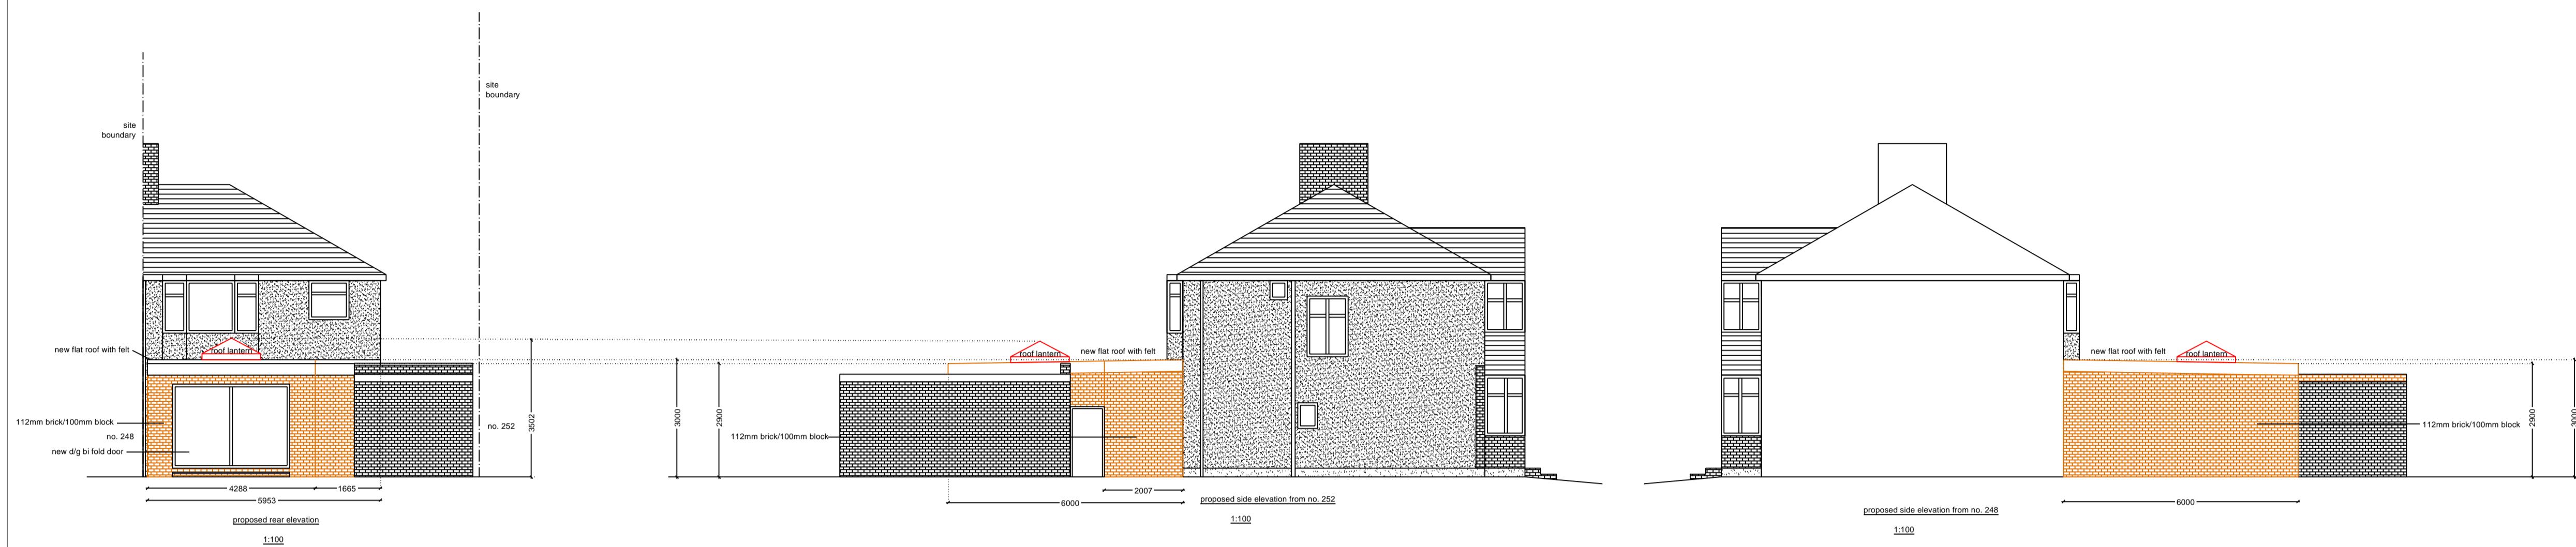 site
boundary
site
boundary
new flat roof with felt
roof lantern
112mm brick/100mm block
no. 248
new d/g bi fold door
no. 252
3502
4288
1665
5953
proposed rear elevation
1:100
3000
2900
roof lantern
new flat roof with felt
112mm brick/100mm block
2007
6000
proposed side elevation from no. 252
1:100
new flat roof with felt
roof lantern
112mm brick/100mm block
2900
3000
6000
proposed side elevation from no. 248
1:100